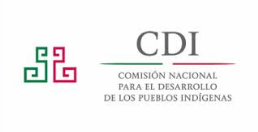 CDI
COMISIÓN NACIONAL
PARA EL DESARROLLO
DE LOS PUEBLOS INDÍGENAS